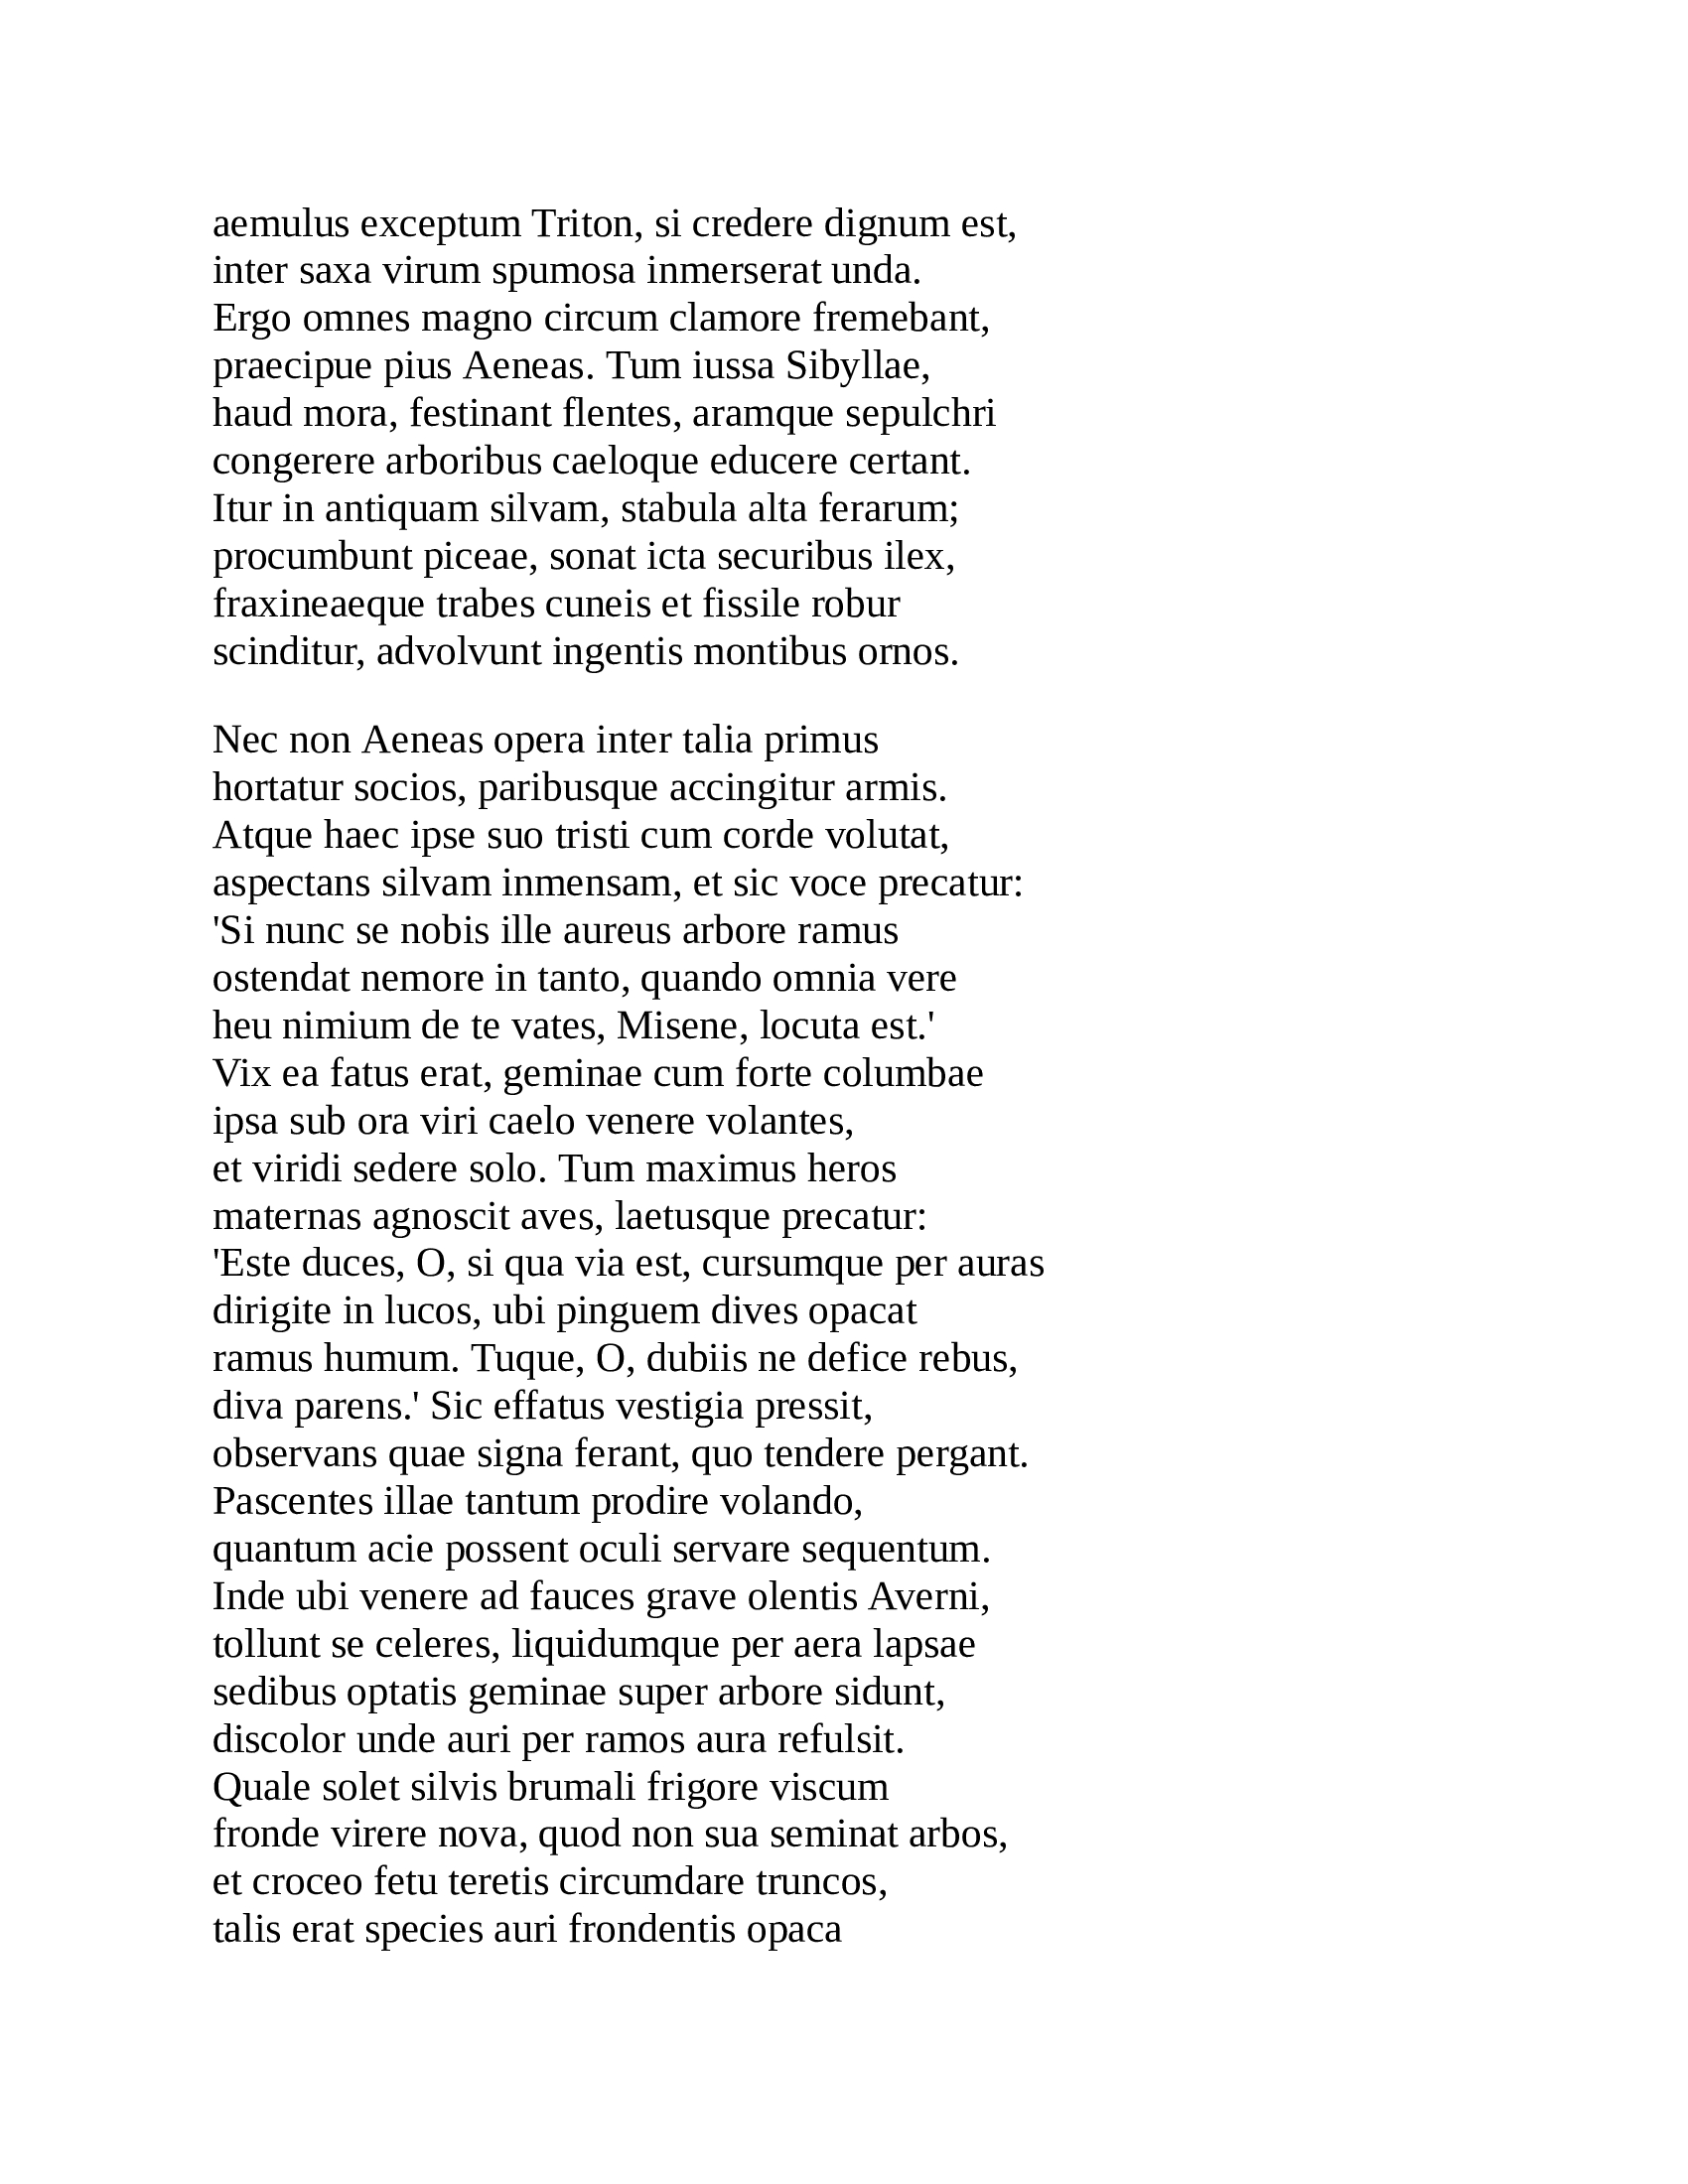 aemulus exceptum Triton, si credere dignum est,
inter saxa virum spumosa inmerserat unda.
Ergo omnes magno circum clamore fremebant,
praecipue pius Aeneas. Tum iussa Sibyllae,
haud mora, festinant flentes, aramque sepulchri
congerere arboribus caeloque educere certant.
Itur in antiquam silvam, stabula alta ferarum;
procumbunt piceae, sonat icta securibus ilex,
fraxineaeque trabes cuneis et fissile robur
scinditur, advolvunt ingentis montibus ornos.

Nec non Aeneas opera inter talia primus
hortatur socios, paribusque accingitur armis.
Atque haec ipse suo tristi cum corde volutat,
aspectans silvam inmensam, et sic voce precatur:
'Si nunc se nobis ille aureus arbore ramus
ostendat nemore in tanto, quando omnia vere
heu nimium de te vates, Misene, locuta est.'
Vix ea fatus erat, geminae cum forte columbae
ipsa sub ora viri caelo venere volantes,
et viridi sedere solo. Tum maximus heros
maternas agnoscit aves, laetusque precatur:
'Este duces, O, si qua via est, cursumque per auras
dirigite in lucos, ubi pinguem dives opacat
ramus humum. Tuque, O, dubiis ne defice rebus,
diva parens.' Sic effatus vestigia pressit,
observans quae signa ferant, quo tendere pergant.
Pascentes illae tantum prodire volando,
quantum acie possent oculi servare sequentum.
Inde ubi venere ad fauces grave olentis Averni,
tollunt se celeres, liquidumque per aera lapsae
sedibus optatis geminae super arbore sidunt,
discolor unde auri per ramos aura refulsit.
Quale solet silvis brumali frigore viscum
fronde virere nova, quod non sua seminat arbos,
et croceo fetu teretis circumdare truncos,
talis erat species auri frondentis opaca